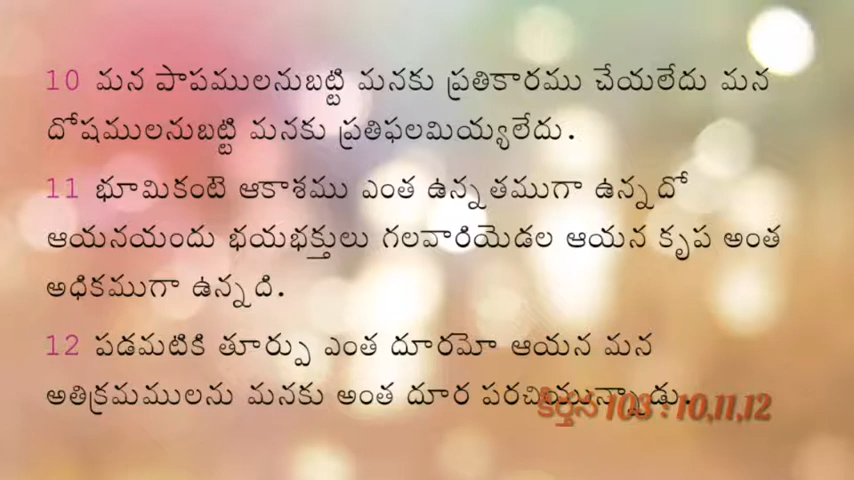 10 మన పాపములనుబట్టి మనకు ప్రతికారము చేయలేదు మన
దోషములనుబట్టి మనకు ప్రతిఫలమియ్యలేదు.
11 భూమికంటె ఆకాశము ఎంత ఉన్నతముగా ఉన్నదో
ఆయనయందు భయభక్తులు గలవారియెడల ఆయన కృప అంత
అధికముగా ఉన్నది.
12 పడమటికి తూర్పు ఎంత దూరమో ఆయన మన
అతిక్రమములను మనకు అంత దూర పరచియున్నాడు.
కీర్తన 103 : 10,11,12